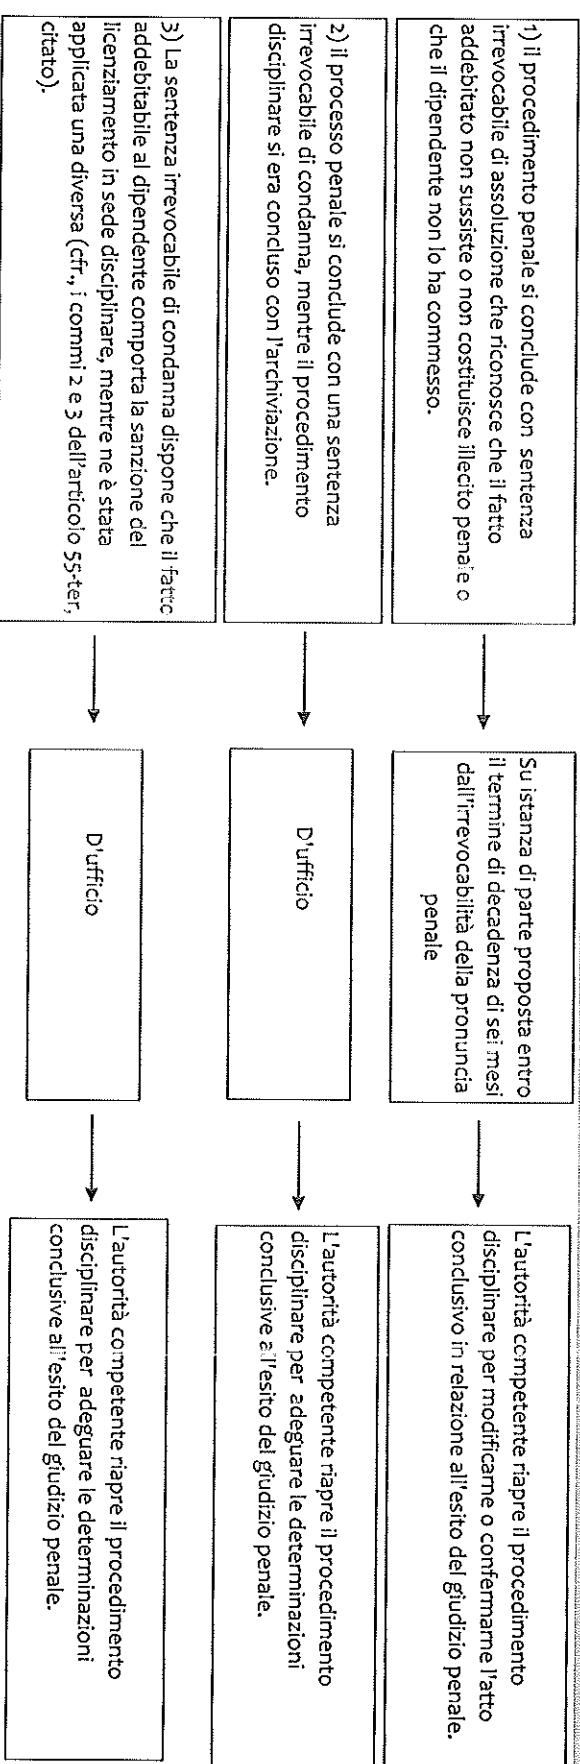 1) il procedimento penale si conclude con sentenza
irrevocabile di assoluzione che riconosce che il fatto
addebitato non sussiste o non costituisce illecito penale o
che il dipendente non lo ha commesso.
Su istanza di parte proposta entro
il termine di decadenza di sei mesi
dall'irrevocabilità della pronuncia
penale
L'autorità competente riapre il procedimento
disciplinare per modificarne o confermarne l'atto
conclusivo in relazione all'esito del giudizio penale.
2) il processo penale si conclude con una sentenza
irrevocabile di condanna, mentre il procedimento
disciplinare si era concluso con l'archiviazione.
D'ufficio
L'autorità competente riapre il procedimento
disciplinare per adeguare le determinazioni
conclusive all'esito del giudizio penale.
3) La sentenza irrevocabile di condanna dispone che il fatto
addebitabile al dipendente comporta la sanzione del
licenziamento in sede disciplinare, mentre ne è stata
applicata una diversa (cfr., i commi 2 e 3 dell'articolo 55-ter,
citato).
D'ufficio
L'autorità competente riapre il procedimento
disciplinare per adeguare le determinazioni
conclusive all'esito del giudizio penale.